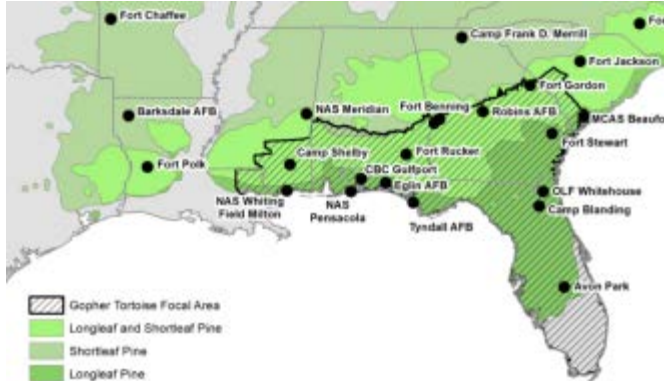 Fort Chaffee
Camp Frank D. Merrill
Fort Jackson
Fort Gordon
Barksdale AFB
NAS Meridian
Fort Benning
Robins AFB
MCAS Beaufo
Fort Stewart
Fort Polk
Camp Shelby
Fort Rucker
CBC Gulfport
Eglin AFB
OLF Whitehouse
NAS Whiting
Field Milton
NAS
Pensacola
Camp Blanding
Tyndall AFB
Avon Park
Gopher Tortoise Focal Area
Longleaf and Shortleaf Pine
Shortleaf Pine
Longleaf Pine